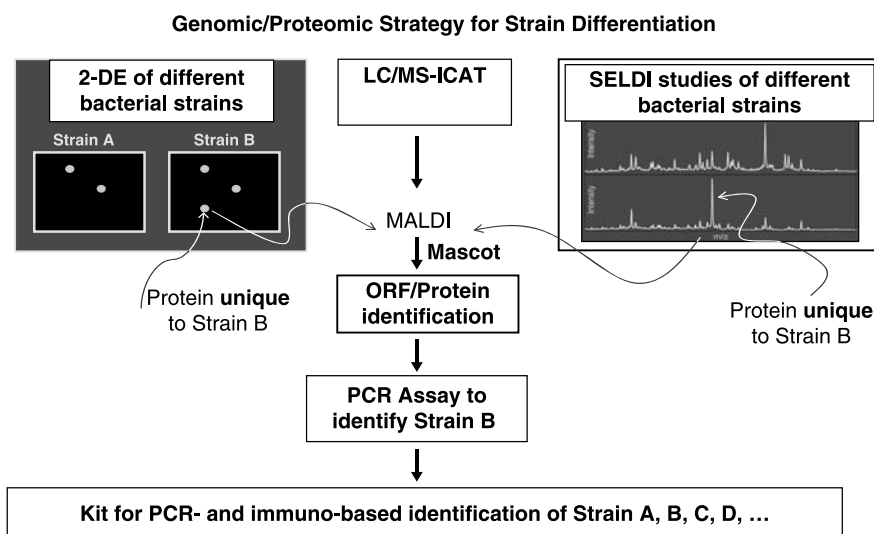 Genomic/Proteomic Strategy for Strain Differentiation
2-DE of different
bacterial strains
Strain A
Strain B
LC/MS-ICAT
SELDI studies of different
bacterial strains
Intensity
Intensity
m/z
MALDI
Mascot
Protein unique
to Strain B
ORF/Protein
identification
Protein unique
to Strain B
PCR Assay to
identify Strain B
Kit for PCR- and immuno-based identification of Strain A, B, C, D, ...